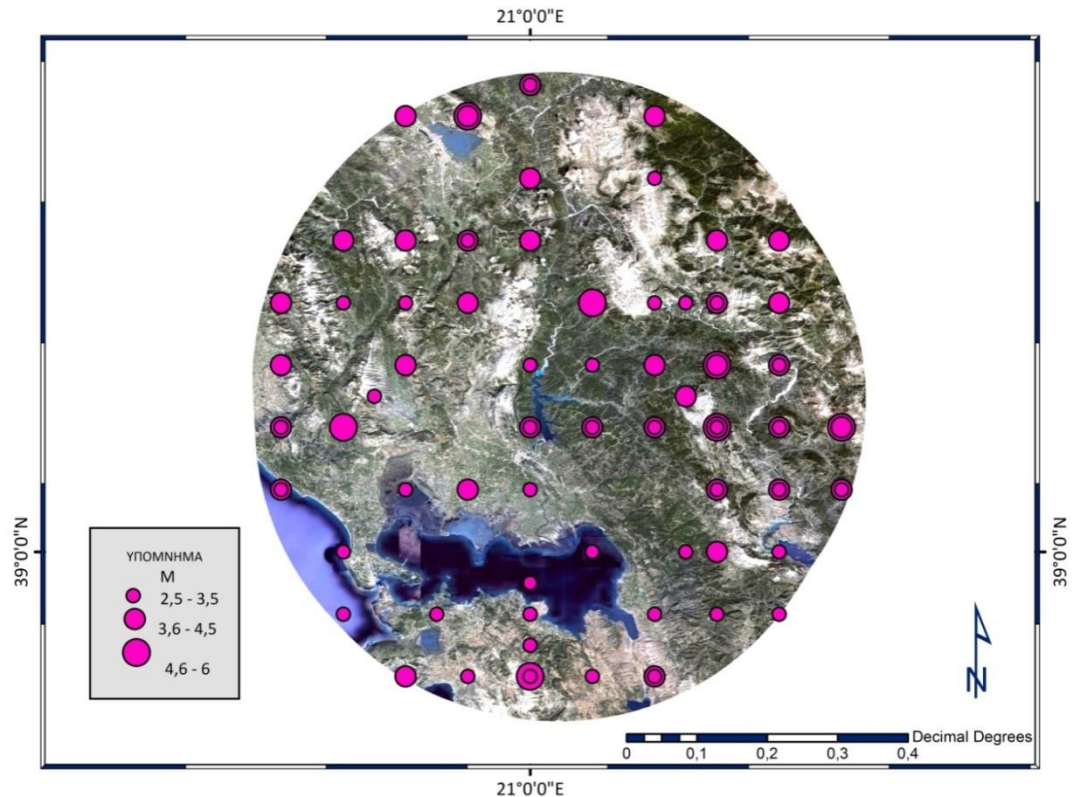 21°0'0"E
39°0'0"N
39°0'0"N
ΥΠΟΜΝΗΜΑ
M
2,5 - 3,5
3,6 - 4,5
4,6 - 6
N
Decimal Degrees
0 0,1 0,2 0,3 0,4
21°0'0"E